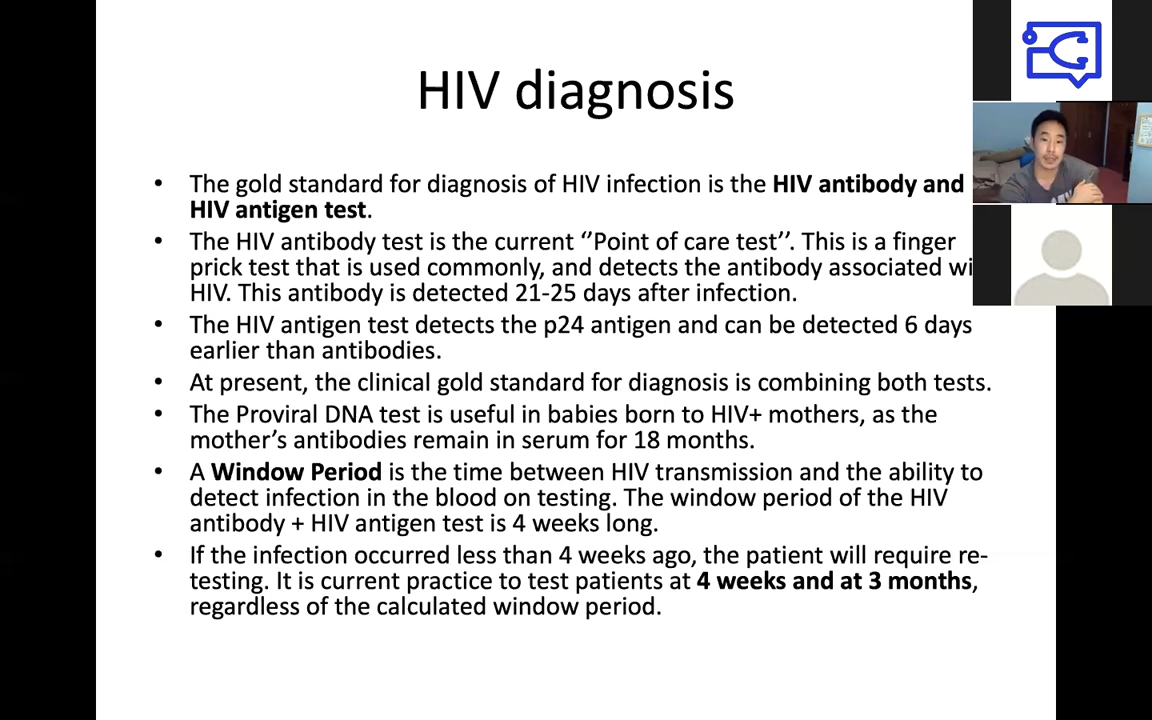 HIV diagnosis
• The gold standard for diagnosis of HIV infection is the HIV antibody and
HIV antigen test.
• The HIV antibody test is the current ‘’Point of care test’’. This is a finger
prick test that is used commonly, and detects the antibody associated wi
HIV. This antibody is detected 21-25 days after infection.
• The HIV antigen test detects the p24 antigen and can be detected 6 days
earlier than antibodies.
• At present, the clinical gold standard for diagnosis is combining both tests.
• The Proviral DNA test is useful in babies born to HIV+ mothers, as the
mother’s antibodies remain in serum for 18 months.
• A Window Period is the time between HIV transmission and the ability to
detect infection in the blood on testing. The window period of the HIV
antibody + HIV antigen test is 4 weeks long.
• If the infection occurred less than 4 weeks ago, the patient will require re-
testing. It is current practice to test patients at 4 weeks and at 3 months,
regardless of the calculated window period.